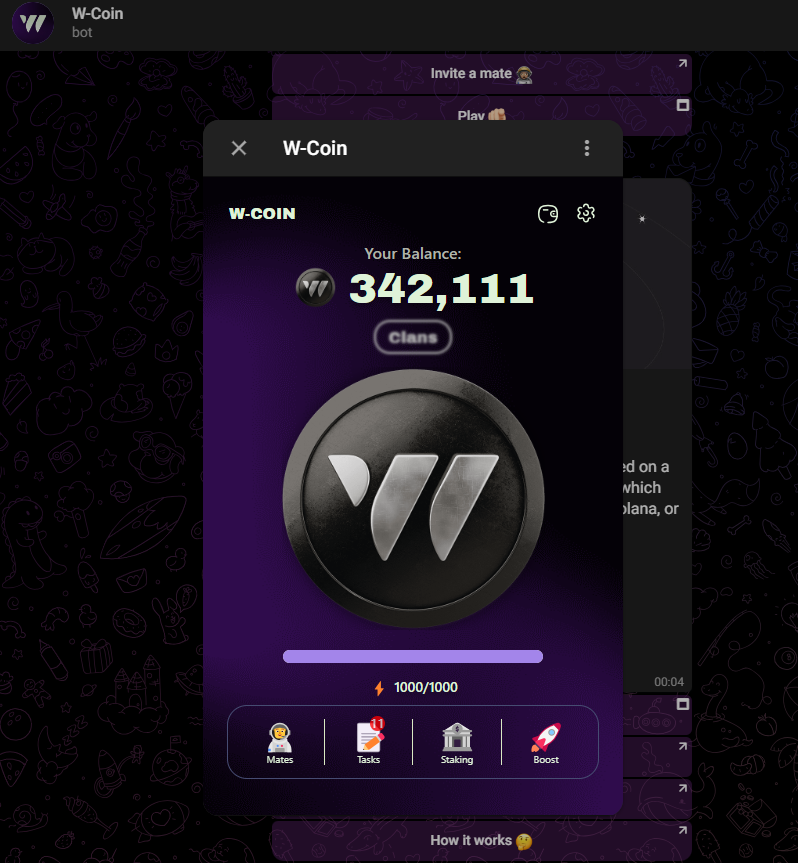 W-Coin
bot
Invite a mate
Play
W-Coin
W-COIN
Your Balance:
342,111
Clans
ed on a
which
olana, or
1000/1000
00:04
11
Mates Tasks Staking Boost
How it works